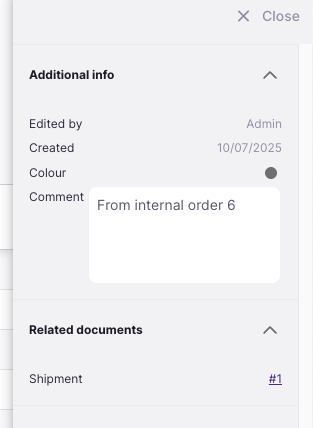 Close
Additional info
Edited by Admin
Created 10/07/2025
Colour
Comment From internal order 6
Related documents
Shipment #1